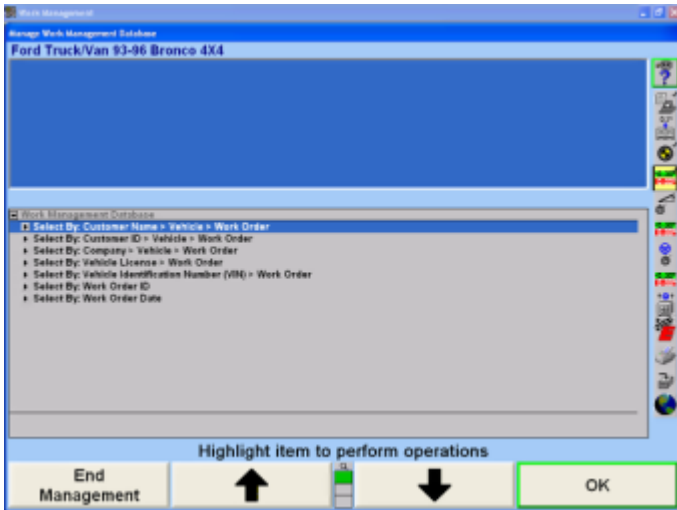 Work Management
Manage Work Management Database
Ford Truck/Van 93-96 Bronco 4X4
Work Management Database
Select By: Customer Name > Vehicle > Work Order
Select By: Customer ID > Vehicle > Work Order
Select By: Company > Vehicle > Work Order
Select By: Vehicle License > Work Order
Select By: Vehicle Identification Number (VIN) > Work Order
Select By: Work Order ID
Select By: Work Order Date
Highlight item to perform operations
End
Management
OK